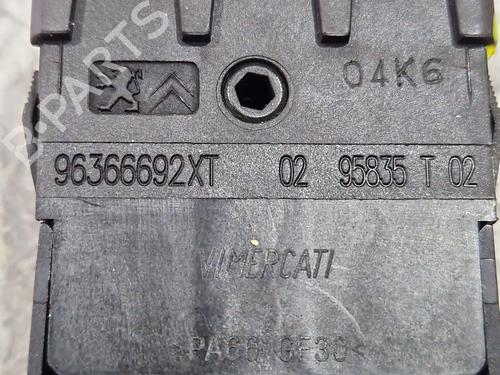 B-PARTS
04K6
96366692XT 02 95835 T 02
VIMERCATI
>PA66 GF30<